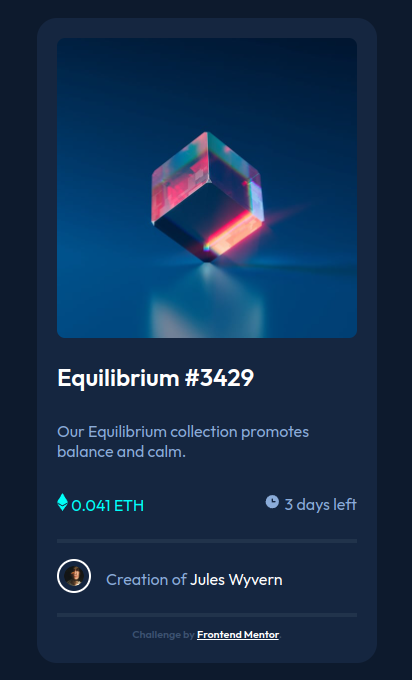 Equilibrium #3429
Our Equilibrium collection promotes
balance and calm.
0.041 ETH 3 days left
Creation of Jules Wyvern
Challenge by Frontend Mentor.